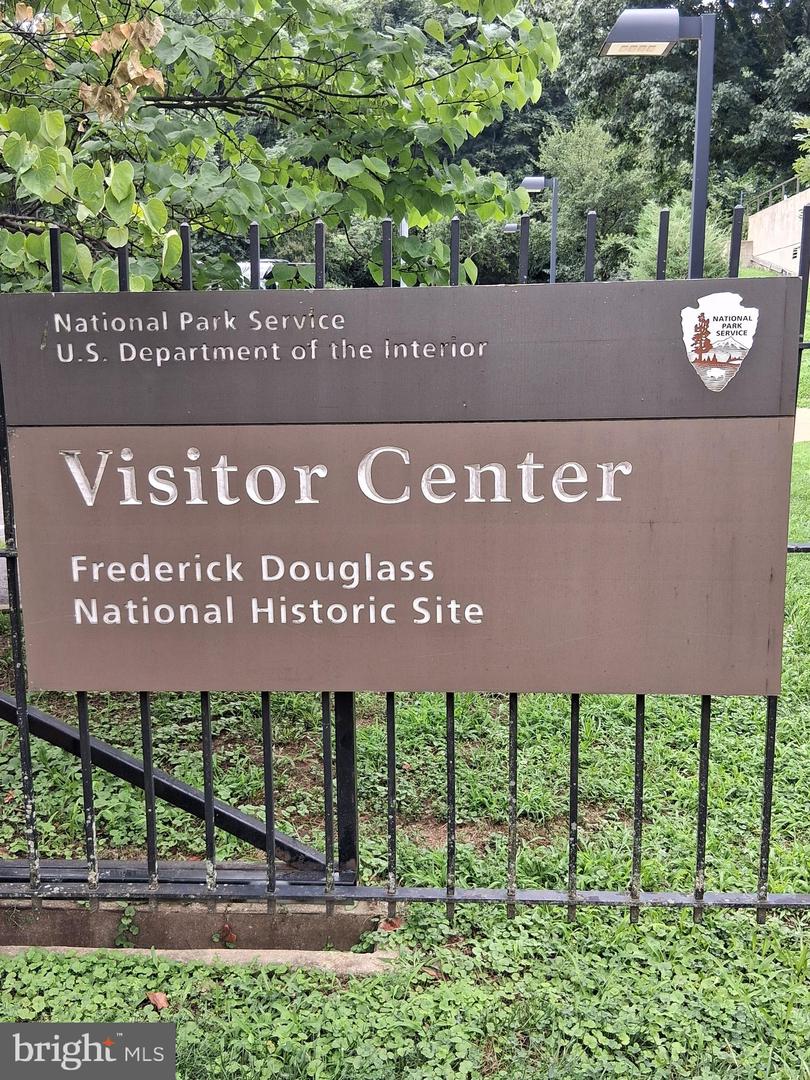 National Park Service
U.S. Department of the Interior
NATIONAL
PARK
SERVICE
Visitor Center
Frederick Douglass
National Historic Site
bright MLS